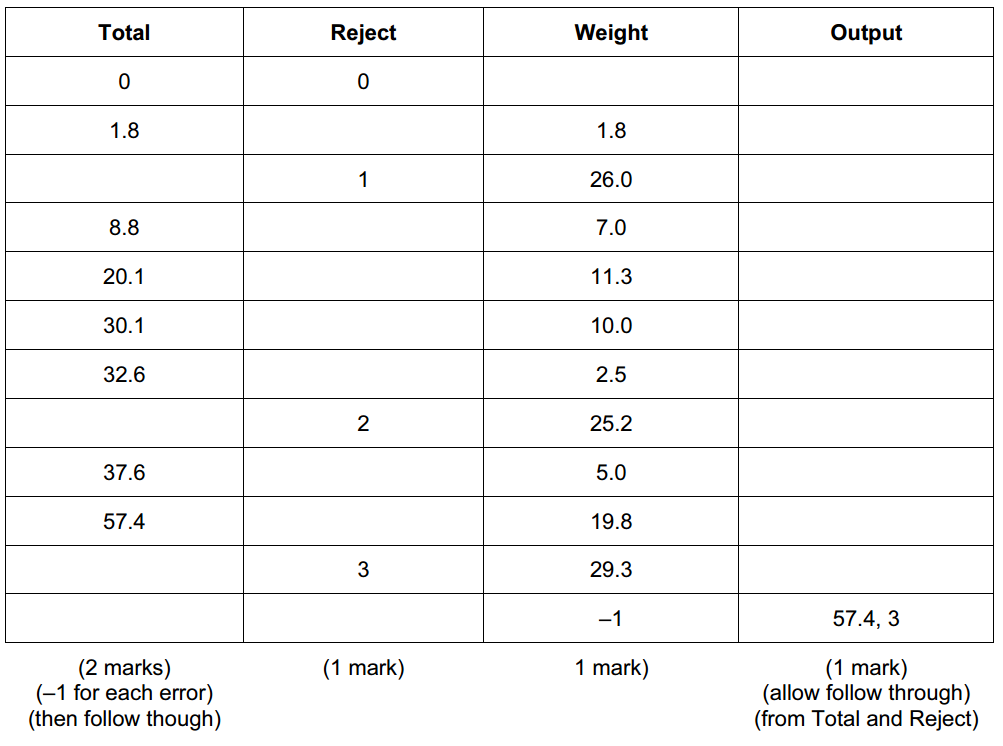 Total Reject Weight Output
0 0
1.8 1.8
1 26.0
8.8 7.0
20.1 11.3
30.1 10.0
32.6 2.5
2 25.2
37.6 5.0
57.4 19.8
3 29.3
–1 57.4, 3
(2 marks) (1 mark) 1 mark) (1 mark)
(–1 for each error) (allow follow through)
(then follow though) (from Total and Reject)